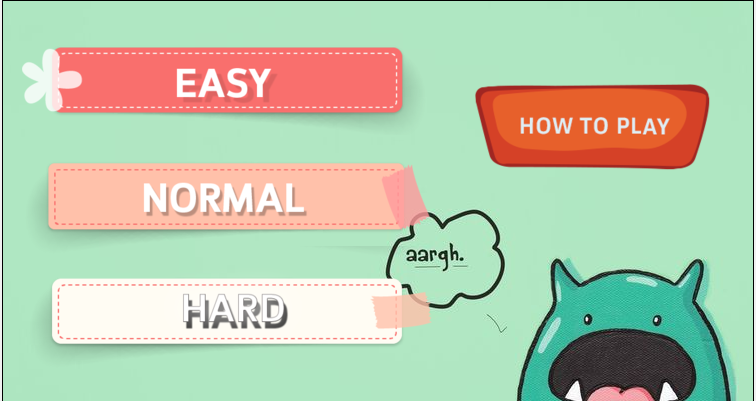 EASY
HOW TO PLAY
NORMAL
aargh.
HARD